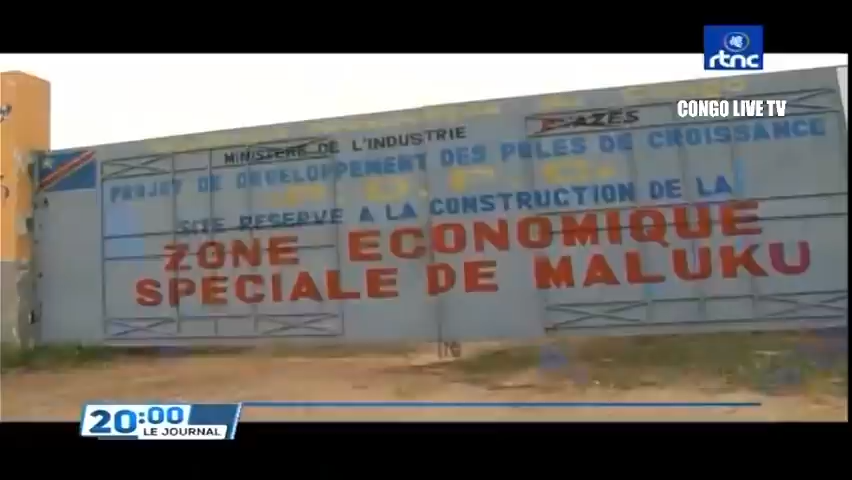 rtnc
CONGO LIVE TV
MINISTERE DE L'INDUSTRIE
AZES
PROJET DE DEVELOPPEMENT DES POLES DE CROISSANCE
SITE RESERVE A LA CONSTRUCTION DE LA
ZONE ECONOMIQUE
SPECIALE DE MALUKU
20:00
LE JOURNAL